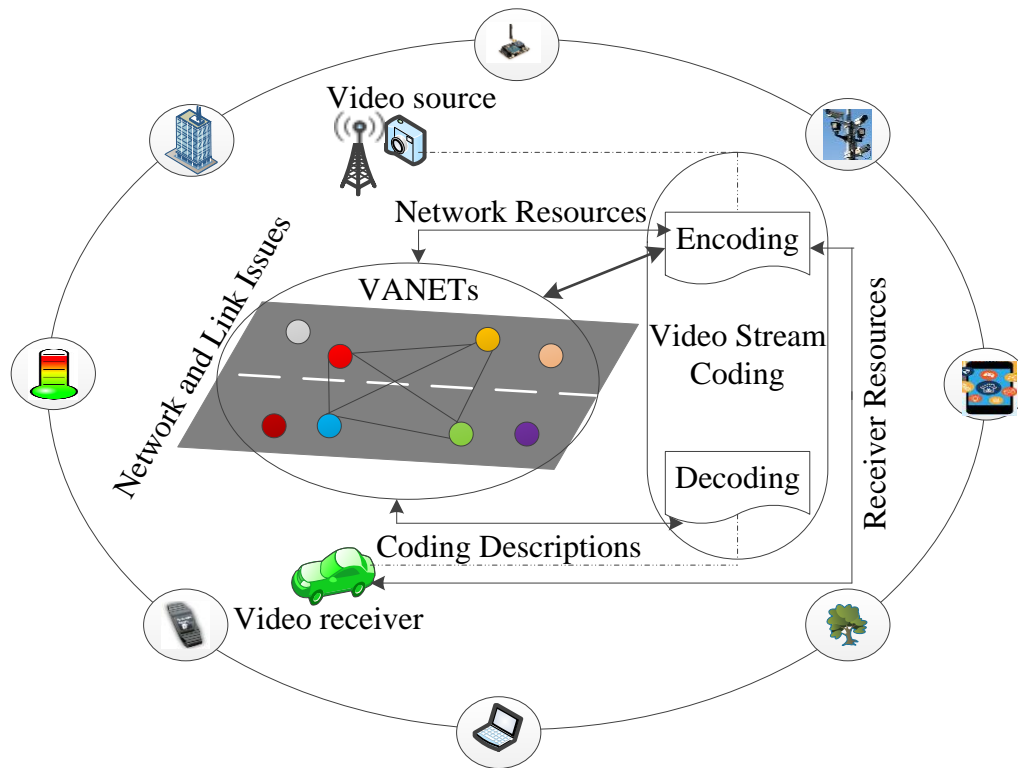 Video source
Network Resources
Encoding
VANETs
Network and Link Issues
Video Stream
Coding
Receiver Resources
Decoding
Coding Descriptions
Video receiver